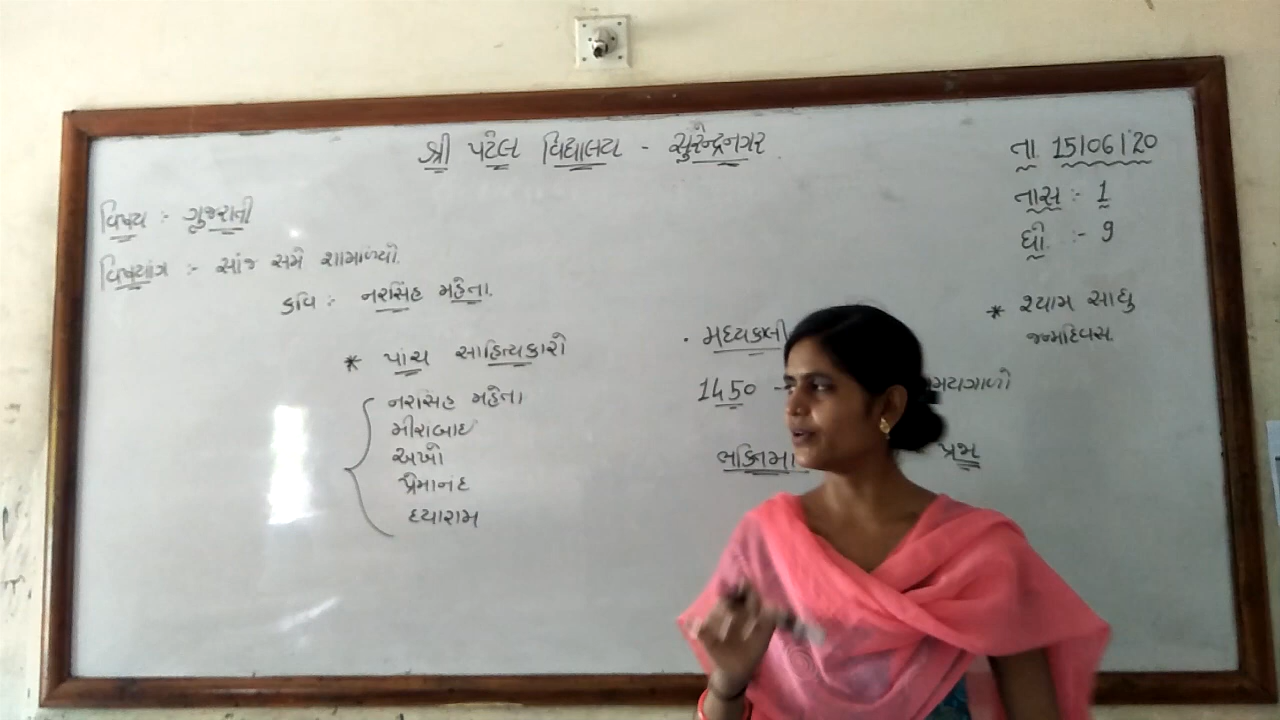 શ્રી પટેલ વિદ્યાલય - સુરેન્દ્રનગર.
તા. 15/06/20
તાસ :- 1
ધો. :- 9
વિષય :- ગુજરાતી
વિષયાંગ :- સાંજ સમે શામળિયો.
કવિ :- નરસિંહ મહેતા.
* શ્યામ સાધુ
જન્મદિવસ.
* પાંચ સાહિત્યકારો
નરસિંહ મહેતા
મીરાંબાઈ
અખો
પ્રેમાનંદ
દયારામ
· મધ્યકાલી
1450 -
મયગાળો
ભક્તિમા
પ્રેમ